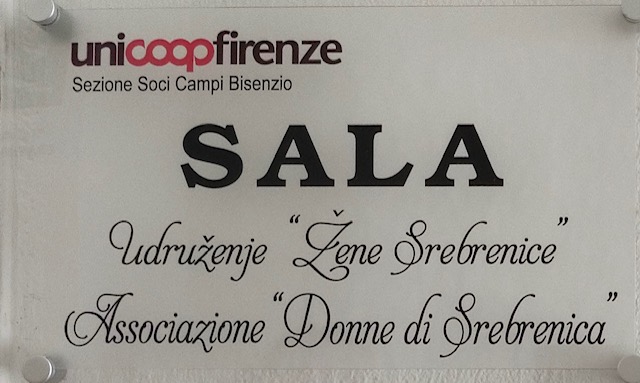 unicoopfirenze
Sezione Soci Campi Bisenzio
SALA
Udruženje “Žene Srebrenice”
Associazione “Donne di Srebrenica”